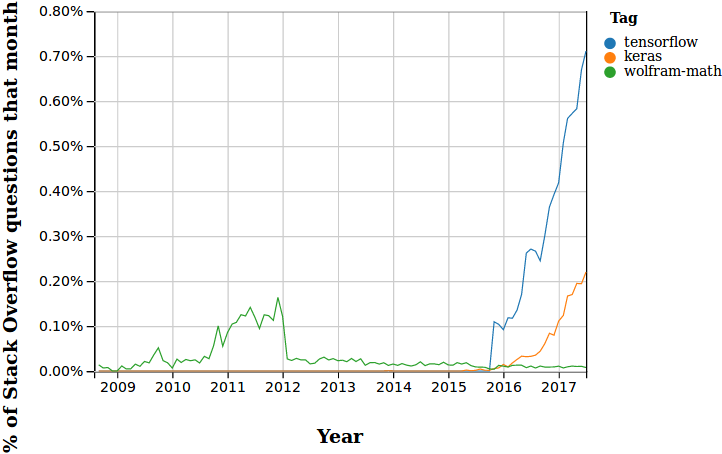 % of Stack Overflow questions that month
0.80%
0.70%
0.60%
0.50%
0.40%
0.30%
0.20%
0.10%
0.00%
2009 2010 2011 2012 2013 2014 2015 2016 2017
Year
Tag
tensorflow
keras
wolfram-math